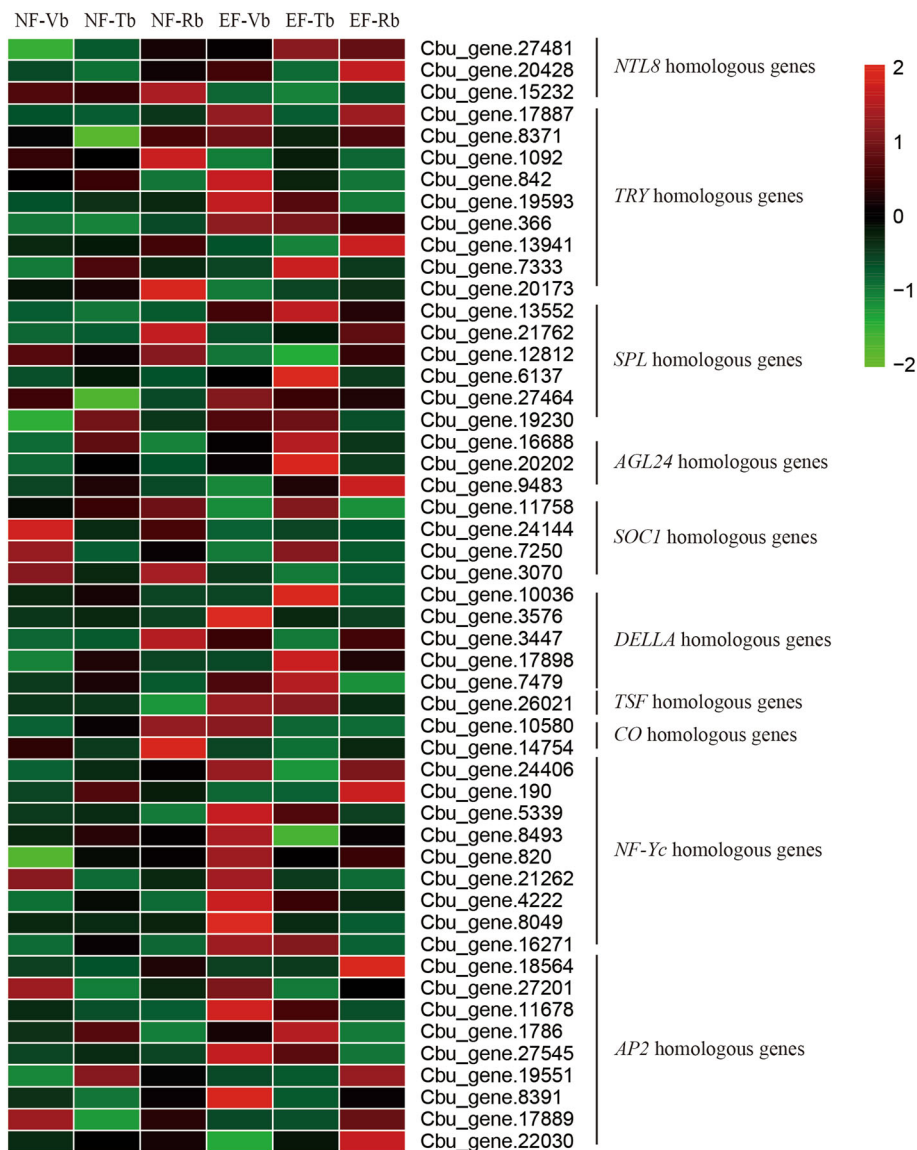 NF-Vb NF-Tb NF-Rb EF-Vb EF-Tb EF-Rb
Cbu_gene.27481
Cbu_gene.20428
Cbu_gene.15232
Cbu_gene.17887
Cbu_gene.8371
Cbu_gene.1092
Cbu_gene.842
Cbu_gene.19593
Cbu_gene.366
Cbu_gene.13941
Cbu_gene.7333
Cbu_gene.20173
Cbu_gene.13552
Cbu_gene.21762
Cbu_gene.12812
Cbu_gene.6137
Cbu_gene.27464
Cbu_gene.19230
Cbu_gene.16688
Cbu_gene.20202
Cbu_gene.9483
Cbu_gene.11758
Cbu_gene.24144
Cbu_gene.7250
Cbu_gene.3070
Cbu_gene.10036
Cbu_gene.3576
Cbu_gene.3447
Cbu_gene.17898
Cbu_gene.7479
Cbu_gene.26021
Cbu_gene.10580
Cbu_gene.14754
Cbu_gene.24406
Cbu_gene.190
Cbu_gene.5339
Cbu_gene.8493
Cbu_gene.820
Cbu_gene.21262
Cbu_gene.4222
Cbu_gene.8049
Cbu_gene.16271
Cbu_gene.18564
Cbu_gene.27201
Cbu_gene.11678
Cbu_gene.1786
Cbu_gene.27545
Cbu_gene.19551
Cbu_gene.8391
Cbu_gene.17889
Cbu_gene.22030
NTL8 homologous genes
TRY homologous genes
SPL homologous genes
AGL24 homologous genes
SOC1 homologous genes
DELLA homologous genes
TSF homologous genes
CO homologous genes
NF-Yc homologous genes
AP2 homologous genes
2
1
0
−1
−2